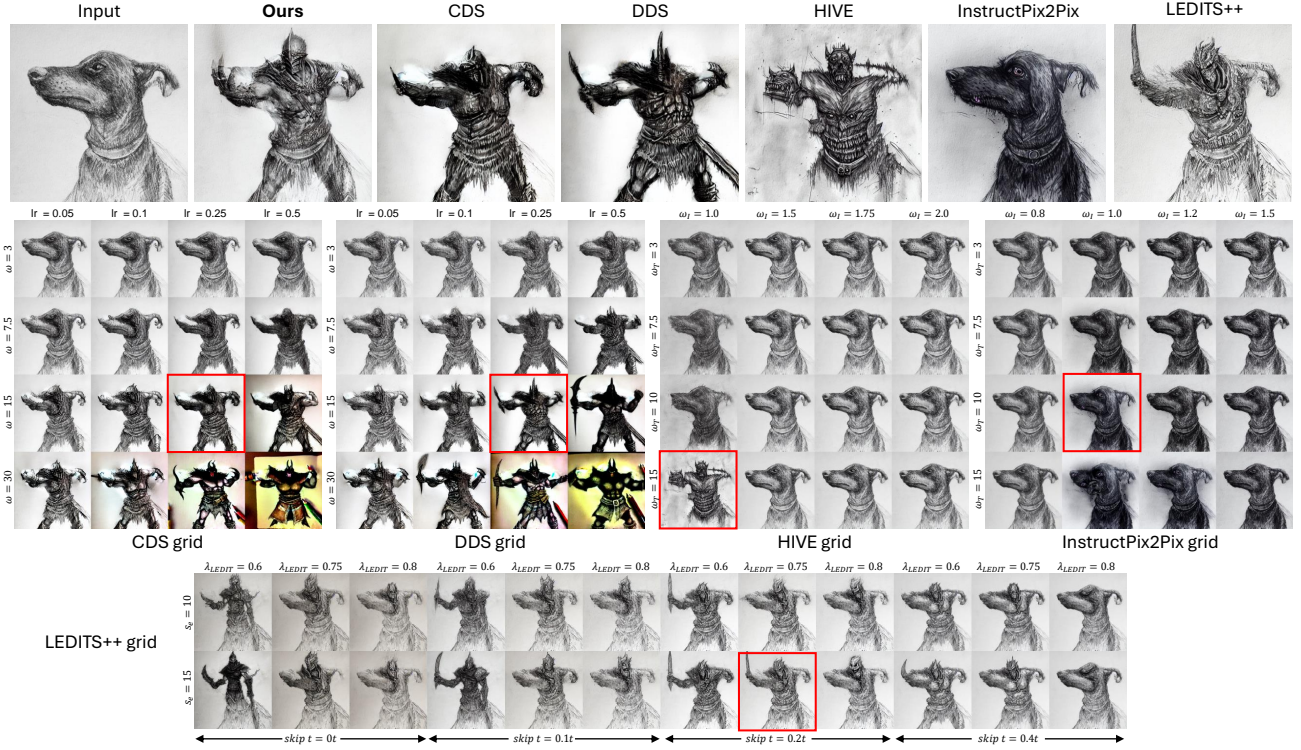 Input Ours CDS DDS HIVE InstructPix2Pix LEDITS++
lr = 0.05 lr = 0.1 lr = 0.25 lr = 0.5 lr = 0.05 lr = 0.1 lr = 0.25 lr = 0.5 ω_I = 1.0 ω_I = 1.5 ω_I = 1.75 ω_I = 2.0 ω_I = 0.8 ω_I = 1.0 ω_I = 1.2 ω_I = 1.5
ω = 3 ω = 3 ω_T = 3 ω_T = 3
ω = 7.5 ω = 7.5 ω_T = 7.5 ω_T = 7.5
ω = 15 ω = 15 ω_T = 10 ω_T = 10
ω = 30 ω = 30 ω_T = 15 ω_T = 15
CDS grid DDS grid HIVE grid InstructPix2Pix grid
λ_LEDIT = 0.6 λ_LEDIT = 0.75 λ_LEDIT = 0.8 λ_LEDIT = 0.6 λ_LEDIT = 0.75 λ_LEDIT = 0.8 λ_LEDIT = 0.6 λ_LEDIT = 0.75 λ_LEDIT = 0.8 λ_LEDIT = 0.6 λ_LEDIT = 0.75 λ_LEDIT = 0.8
s_e = 10
LEDITS++ grid
s_e = 15
skip t = 0t skip t = 0.1t skip t = 0.2t skip t = 0.4t